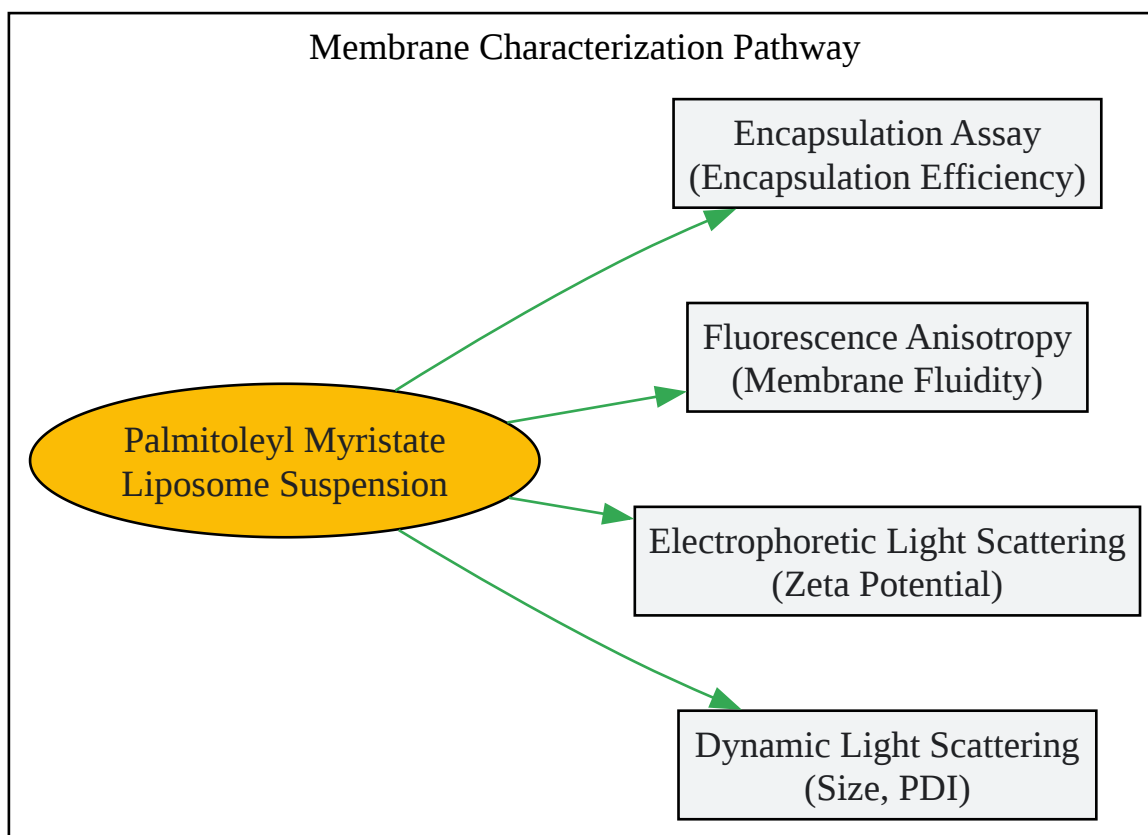 Membrane Characterization Pathway
Encapsulation Assay
(Encapsulation Efficiency)
Fluorescence Anisotropy
(Membrane Fluidity)
Palmitoleyl Myristate
Liposome Suspension
Electrophoretic Light Scattering
(Zeta Potential)
Dynamic Light Scattering
(Size, PDI)